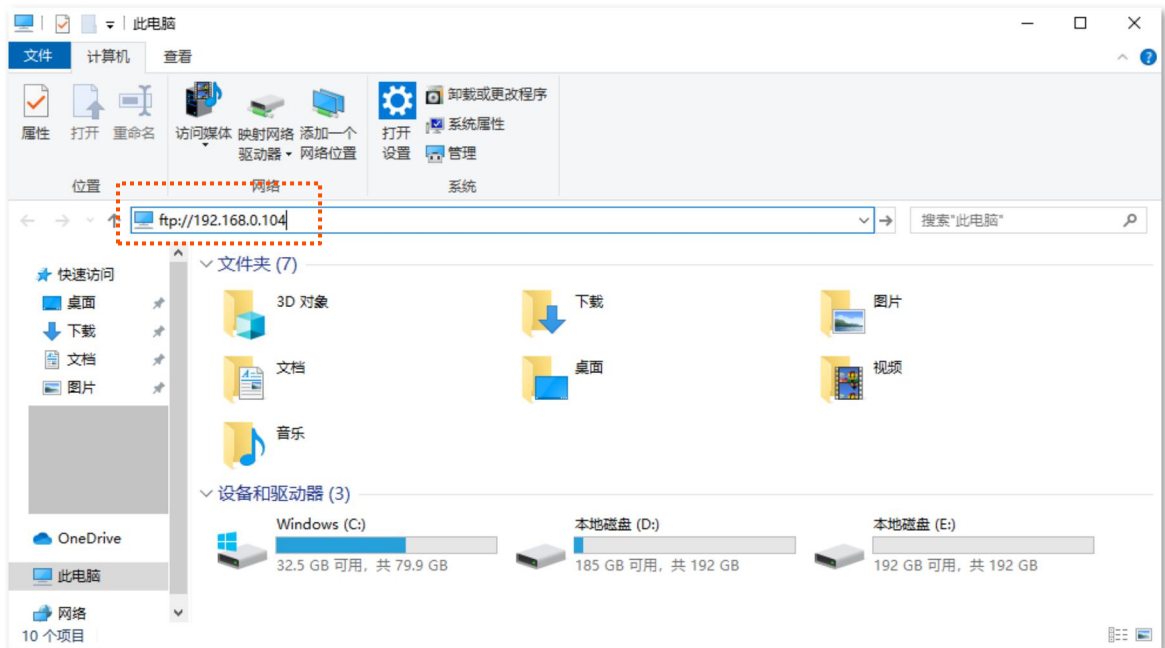 此电脑
文件 计算机 查看
属性 打开 重命名 访问媒体 映射网络驱动器 添加一个网络位置 打开设置 卸载或更改程序
系统属性
管理
位置 网络 系统
ftp://192.168.0.104 搜索"此电脑"
快速访问
桌面
下载
文档
图片
OneDrive
此电脑
网络
文件夹 (7)
3D 对象 下载 图片
文档 桌面 视频
音乐
设备和驱动器 (3)
Windows (C:) 本地磁盘 (D:) 本地磁盘 (E:)
32.5 GB 可用，共 79.9 GB 185 GB 可用，共 192 GB 192 GB 可用，共 192 GB
10 个项目